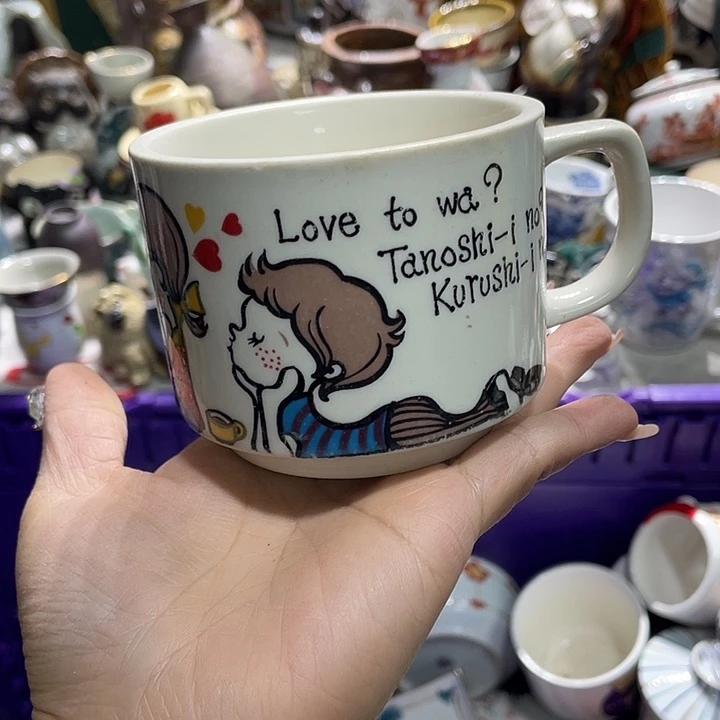 Love to wa?
Tanoshi-i no
Kurushi-i